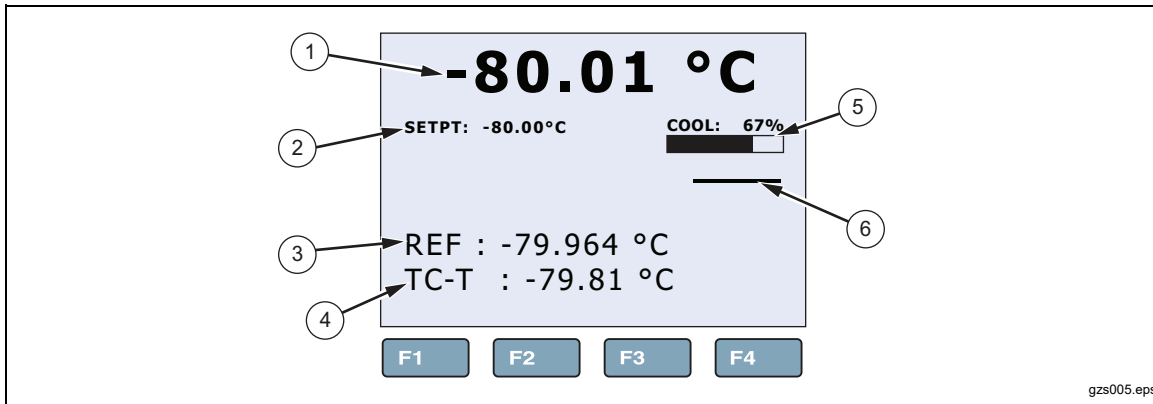 1
-80.01 °C
2
SETPT: -80.00°C
COOL: 67%
5
6
3
REF : -79.964 °C
4
TC-T : -79.81 °C
F1 F2 F3 F4
gzs005.eps